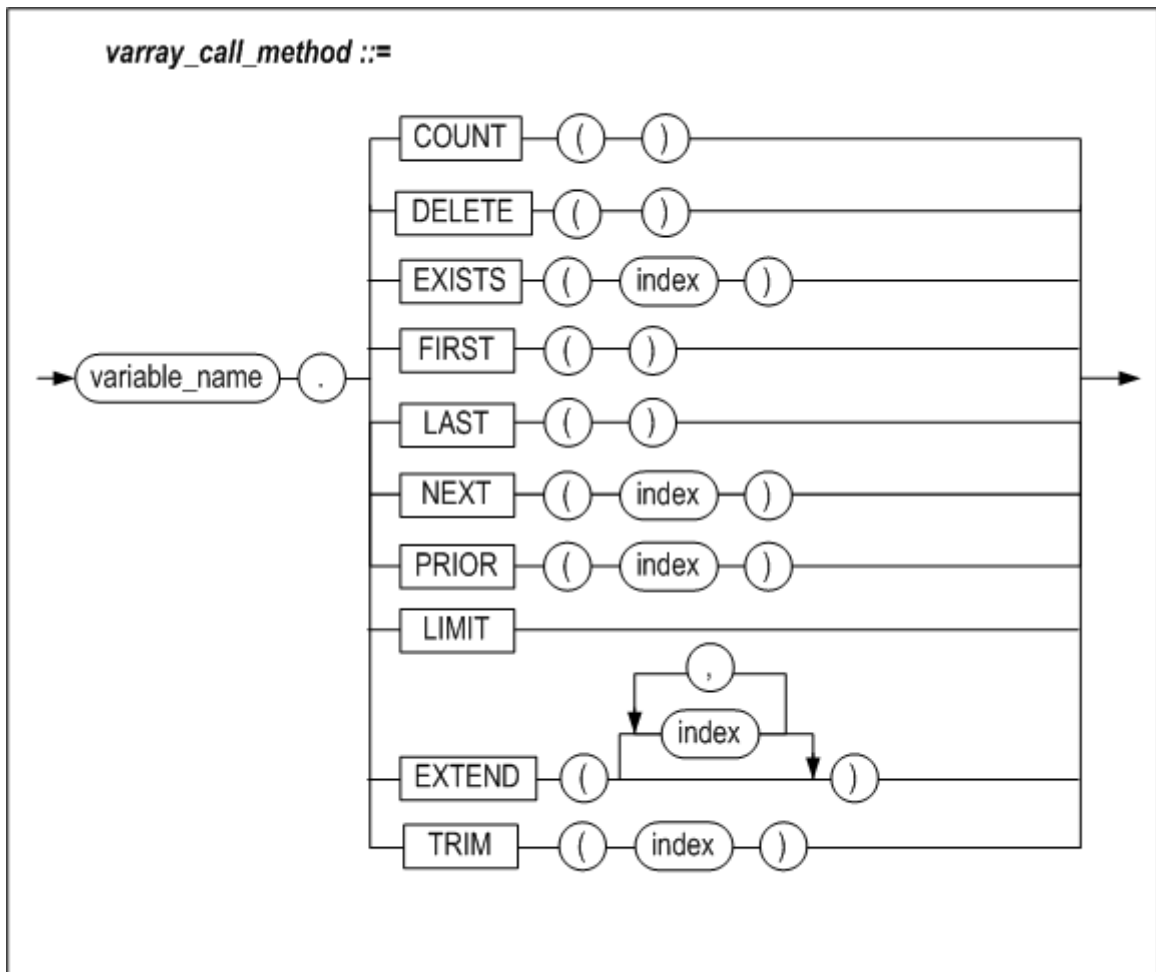 varray_call_method ::=
COUNT ( )
DELETE ( )
EXISTS ( index )
FIRST ( )
variable_name .
LAST ( )
NEXT ( index )
PRIOR ( index )
LIMIT
,
index
EXTEND ( )
TRIM ( index )